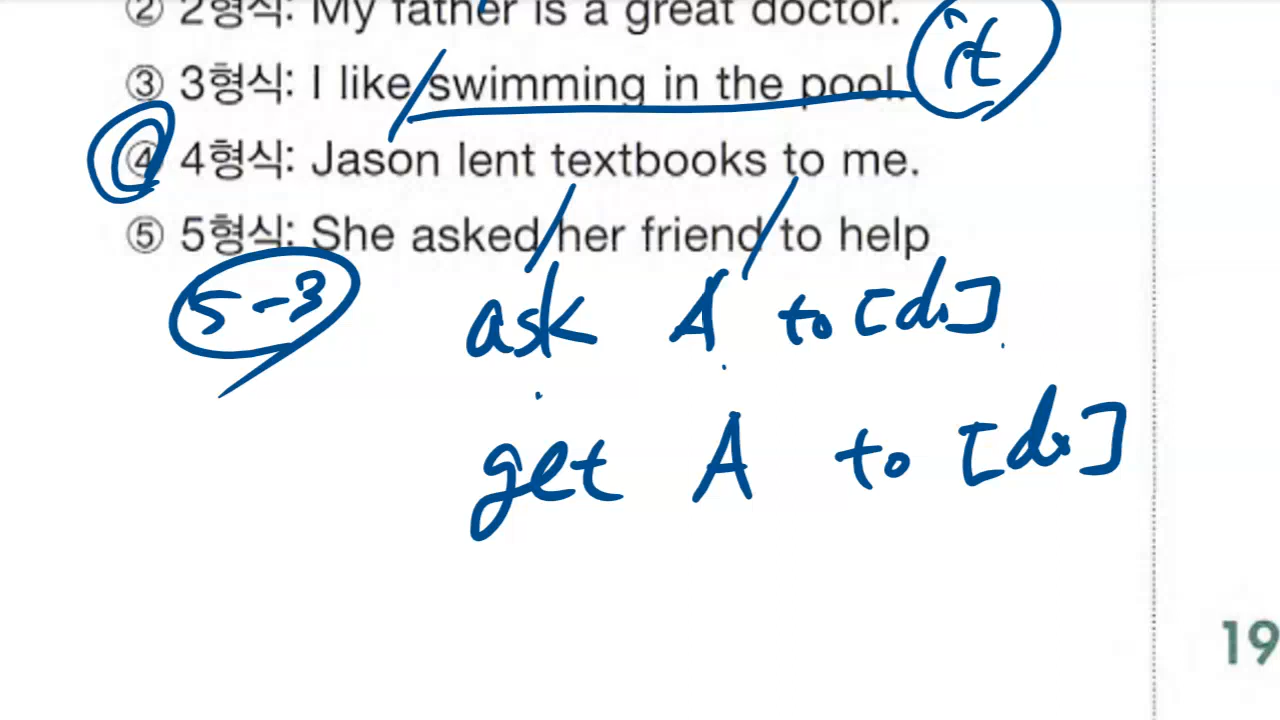 ② 2형식: My father is a great doctor.
③ 3형식: I like swimming in the pool. it
④ 4형식: Jason lent textbooks to me.
⑤ 5형식: She asked her friend to help
5-3 ask A to [do]
get A to [do]
19